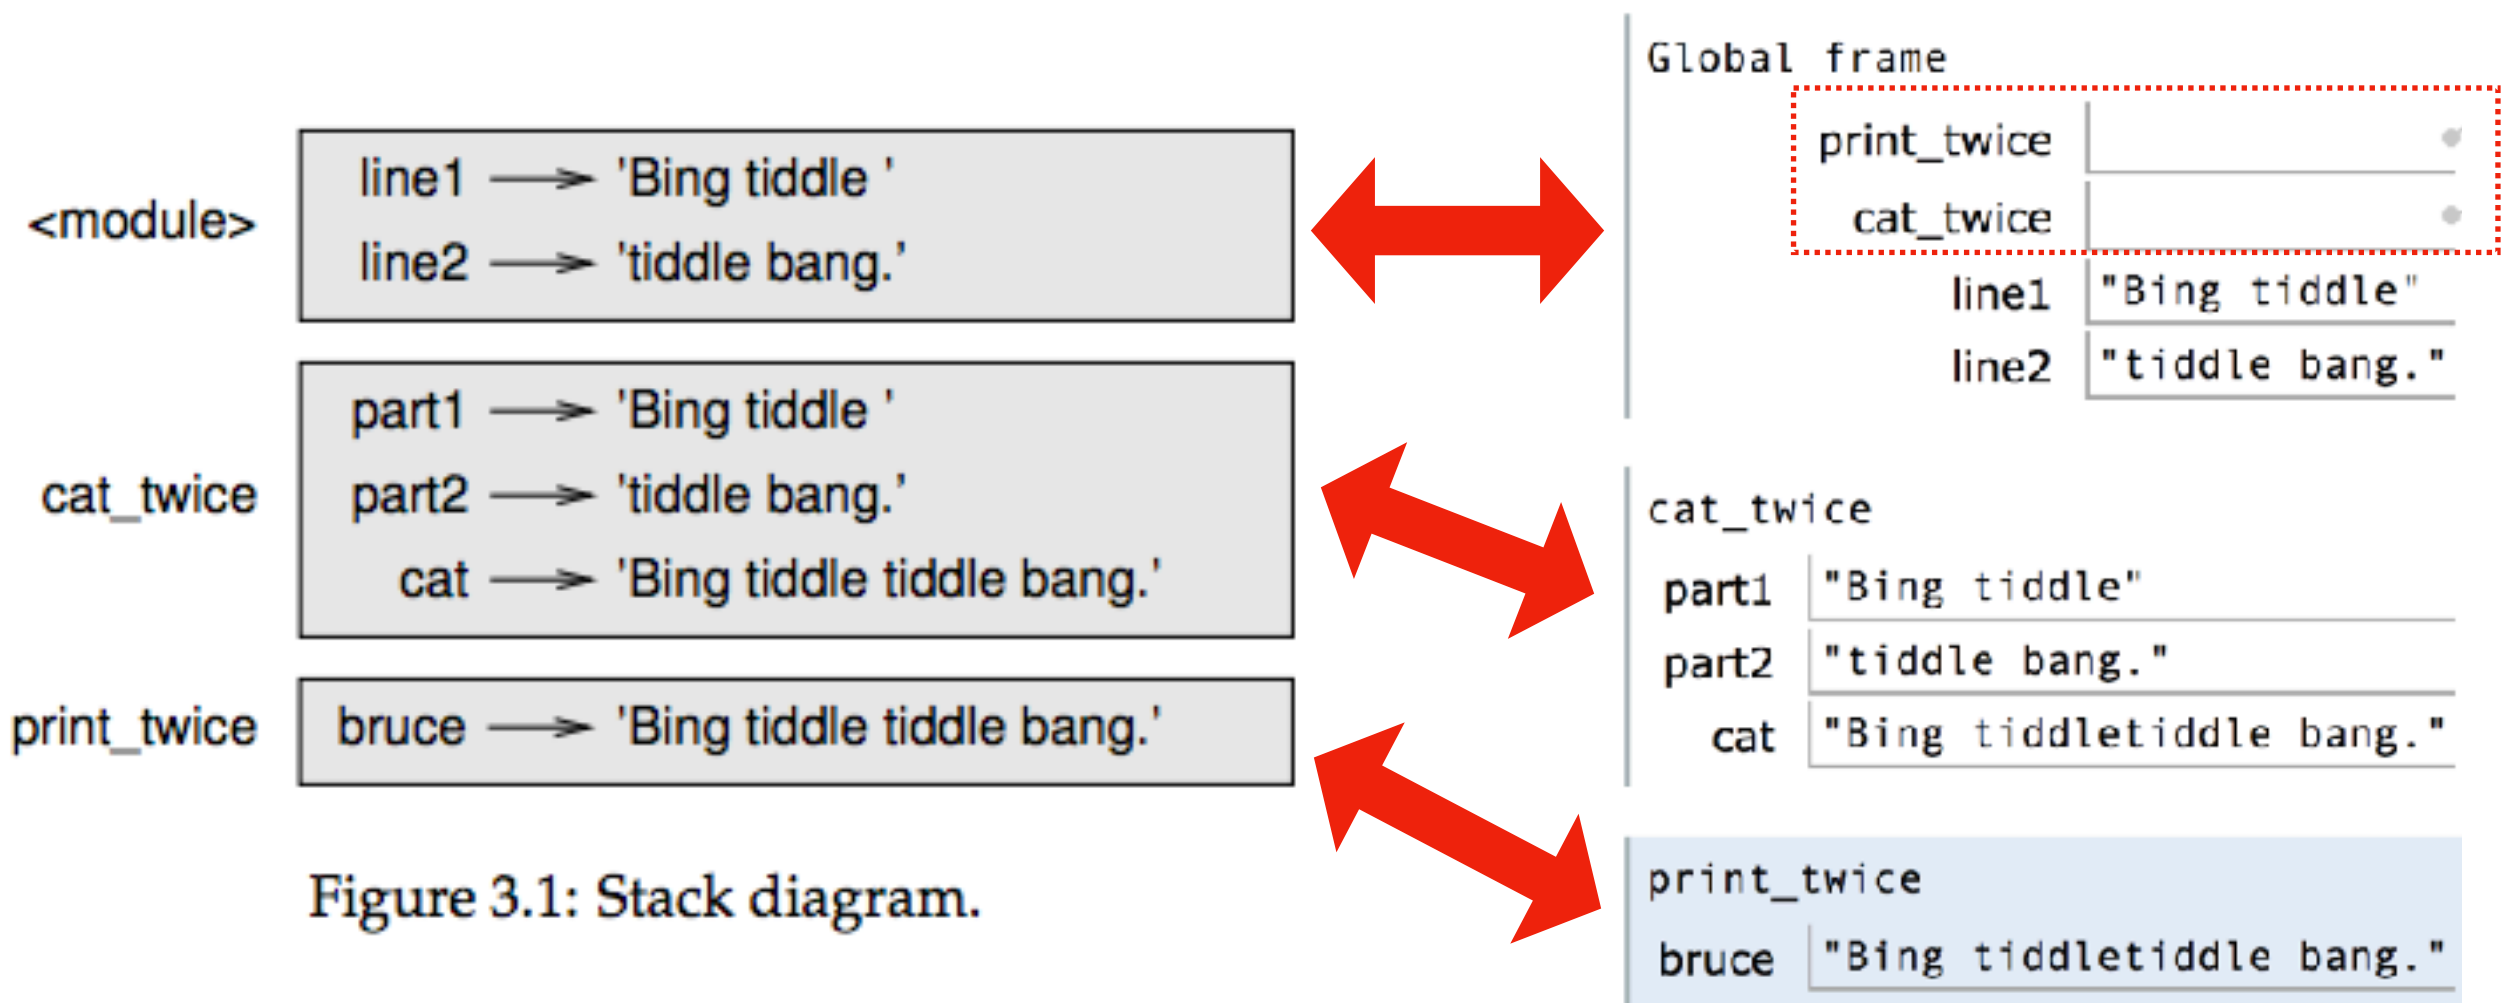 <module>
line1 'Bing tiddle '
line2 'tiddle bang.'
cat_twice
part1 'Bing tiddle '
part2 'tiddle bang.'
cat 'Bing tiddle tiddle bang.'
print_twice
bruce 'Bing tiddle tiddle bang.'
Figure 3.1: Stack diagram.
Global frame
print_twice
cat_twice
line1 "Bing tiddle"
line2 "tiddle bang."
cat_twice
part1 "Bing tiddle"
part2 "tiddle bang."
cat "Bing tiddletiddle bang."
print_twice
bruce "Bing tiddletiddle bang."